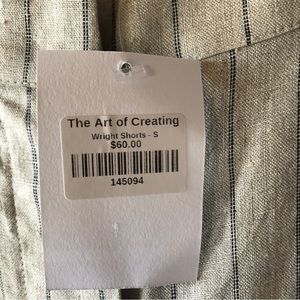 The Art of Creating
Wright Shorts - S
$60.00
145094